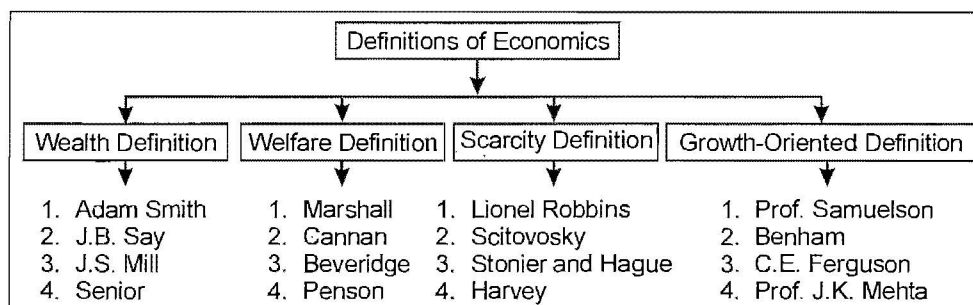 Definitions of Economics
Wealth Definition
1. Adam Smith
2. J.B. Say
3. J.S. Mill
4. Senior
Welfare Definition
1. Marshall
2. Cannan
3. Beveridge
4. Penson
Scarcity Definition
1. Lionel Robbins
2. Scitovosky
3. Stonier and Hague
4. Harvey
Growth-Oriented Definition
1. Prof. Samuelson
2. Benham
3. C.E. Ferguson
4. Prof. J.K. Mehta